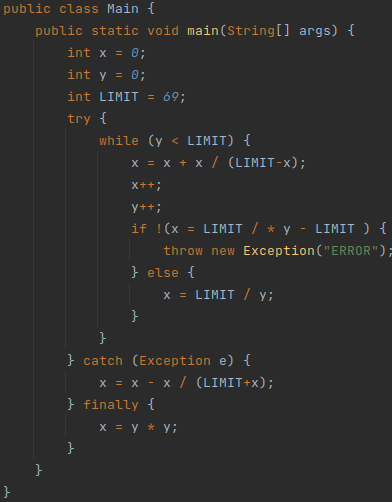 public class Main {
    public static void main(String[] args) {
        int x = 0;
        int y = 0;
        int LIMIT = 69;
        try {
            while (y < LIMIT) {
                x = x + x / (LIMIT-x);
                x++;
                y++;
                if !(x = LIMIT / * y - LIMIT ) {
                    throw new Exception("ERROR");
                } else {
                    x = LIMIT / y;
                }
            }
        } catch (Exception e) {
            x = x - x / (LIMIT+x);
        } finally {
            x = y * y;
        }
    }
}